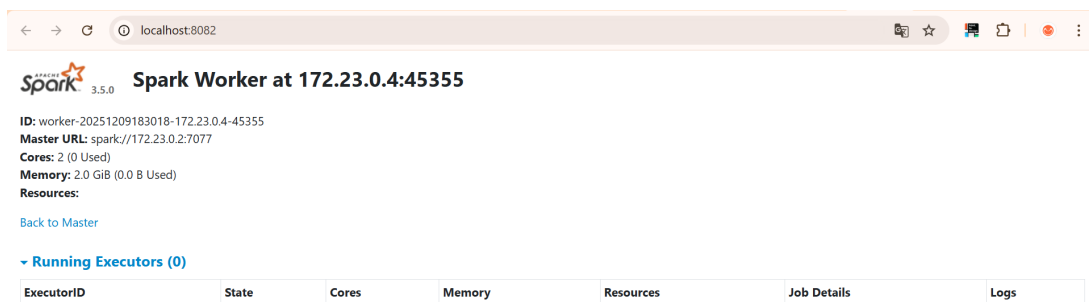 localhost:8082
APACHE
Spark 3.5.0 Spark Worker at 172.23.0.4:45355
ID: worker-20251209183018-172.23.0.4-45355
Master URL: spark://172.23.0.2:7077
Cores: 2 (0 Used)
Memory: 2.0 GiB (0.0 B Used)
Resources:
Back to Master
Running Executors (0)
ExecutorID State Cores Memory Resources Job Details Logs